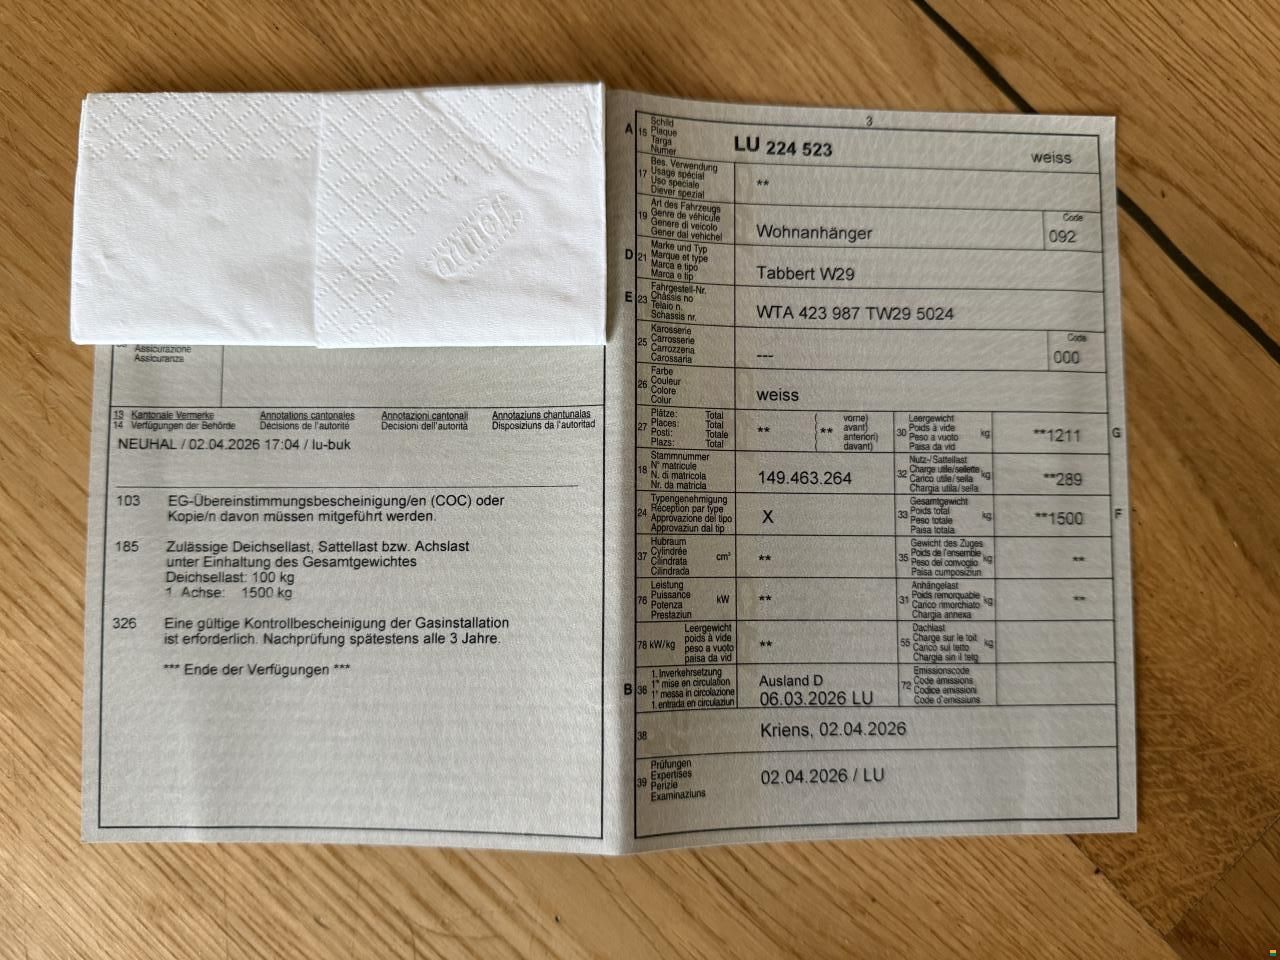 Assicurazione
Assicuranza
13 Kantonale Vermerke Annotations cantonales Annotazioni cantonali Annotaziuns chantunalas
14 Verfügungen der Behörde Décisions de l'autorité Decisioni dell'autorità Disposiziuns da l'autoritad
NEUHAL / 02.04.2026 17:04 / lu-buk
103 EG-Übereinstimmungsbescheinigung/en (COC) oder
Kopie/n davon müssen mitgeführt werden.
185 Zulässige Deichsellast, Sattellast bzw. Achslast
unter Einhaltung des Gesamtgewichtes
Deichsellast: 100 kg
1. Achse: 1500 kg
326 Eine gültige Kontrollbescheinigung der Gasinstallation
ist erforderlich. Nachprüfung spätestens alle 3 Jahre.
*** Ende der Verfügungen ***
3
A 15 Schild
Plaque
Targa
Numer
LU 224 523 weiss
17 Bes. Verwendung
Usage spécial
Uso speciale
Diever spezial
**
19 Art des Fahrzeugs
Genre de véhicule
Genere di veicolo
Gener dal vehichel
Wohnanhänger
Code
092
D 21 Marke und Typ
Marque et type
Marca e tipo
Marca e tip
Tabbert W29
E 23 Fahrgestell-Nr.
Châssis no
Telaio n.
Schassis nr.
WTA 423 987 TW29 5024
25 Karosserie
Carrosserie
Carrozzeria
Carossaria
---
Code
000
26 Farbe
Couleur
Colore
Colur
weiss
27 Plätze: Total
Places: Total
Posti: Totale
Plazs: Total
** ( ** vorne)
avant)
anteriori)
davant)
30 Leergewicht
Poids à vide
Peso a vuoto
Paisa da vid
kg **1211 G
18 Stammnummer
N° matricule
N. di matricola
Nr. da matricla
149.463.264
32 Nutz-/Sattellast
Charge utile/sellette
Carico utile/sella
Chargia utila/sella
kg **289
24 Typengenehmigung
Réception par type
Approvazione del tipo
Approvaziun dal tip
X
33 Gesamtgewicht
Poids total
Peso totale
Paisa totala
kg **1500 F
37 Hubraum
Cylindrée
Cilindrata
Cilindrada
cm³ **
35 Gewicht des Zuges
Poids de l'ensemble
Peso del convoglio
Paisa cumposiziun
kg **
76 Leistung
Puissance
Potenza
Prestaziun
kW **
31 Anhängelast
Poids remorquable
Carico rimorchiato
Chargia annexa
kg **
78 kW/kg Leergewicht
poids à vide
peso a vuoto
paisa da vid
**
55 Dachlast
Charge sur le toit
Carico sul tetto
Chargia sin il tetg
kg
B 36 1. Inverkehrsetzung
1re mise en circulation
1a messa in circolazione
1. entrada en circulaziun
Ausland D
06.03.2026 LU
72 Emissionscode
Code émissions
Codice emissioni
Code d'emissiuns
38 Kriens, 02.04.2026
39 Prüfungen
Expertises
Perizie
Examinaziuns
02.04.2026 / LU